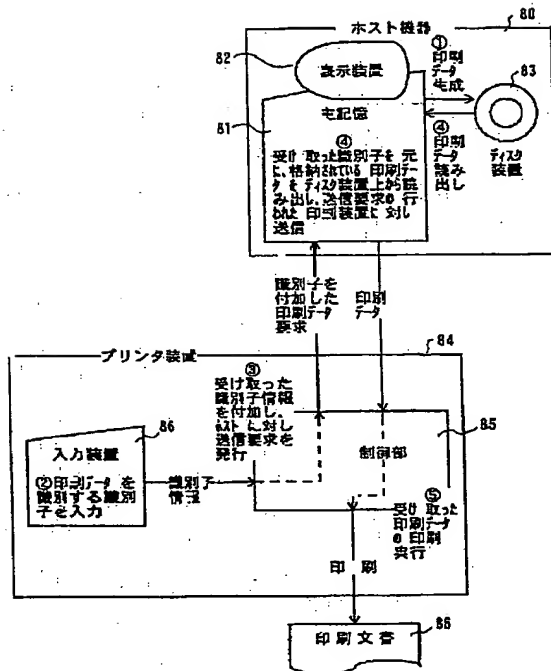 80
ホスト機器
82
表示装置
主記憶
81
①
印刷
データ
生成
83
④
印刷
データ
読み
出し
ディスク
装置
④
受け取った識別子を元
に、格納されている印刷デー
タをディスク装置上から読
み出し、送信要求の行
われた印刷装置に対し
送信
識別子を
付加した
印刷データ
要求
印刷
データ
84
プリンタ装置
③
受け取った
識別子情報
を付加し、
ホストに対し
送信要求を
発行
86
入力装置
②印刷データを
識別する識別
子を入力
識別子
情報
85
制御部
⑤
受け取った
印刷データ
の印刷
実行
印刷
86
印刷文書